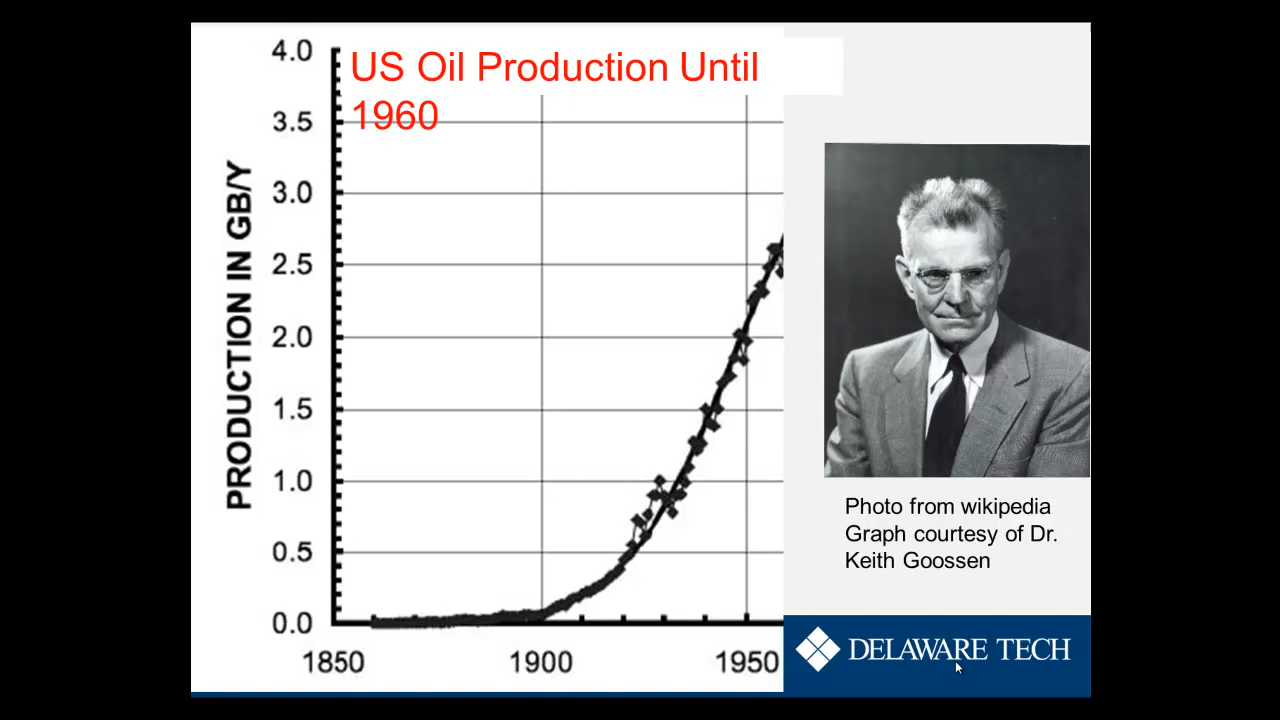 US Oil Production Until
1960
PRODUCTION IN GB/Y
4.0
3.5
3.0
2.5
2.0
1.5
1.0
0.5
0.0
1850
1900
1950
Photo from wikipedia
Graph courtesy of Dr.
Keith Goossen
DELAWARE TECH